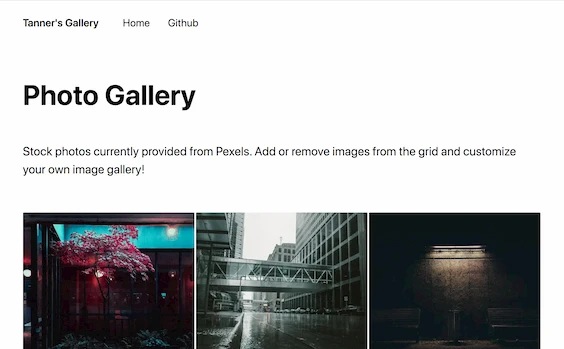 Tanner's Gallery Home Github
Photo Gallery
Stock photos currently provided from Pexels. Add or remove images from the grid and customize
your own image gallery!